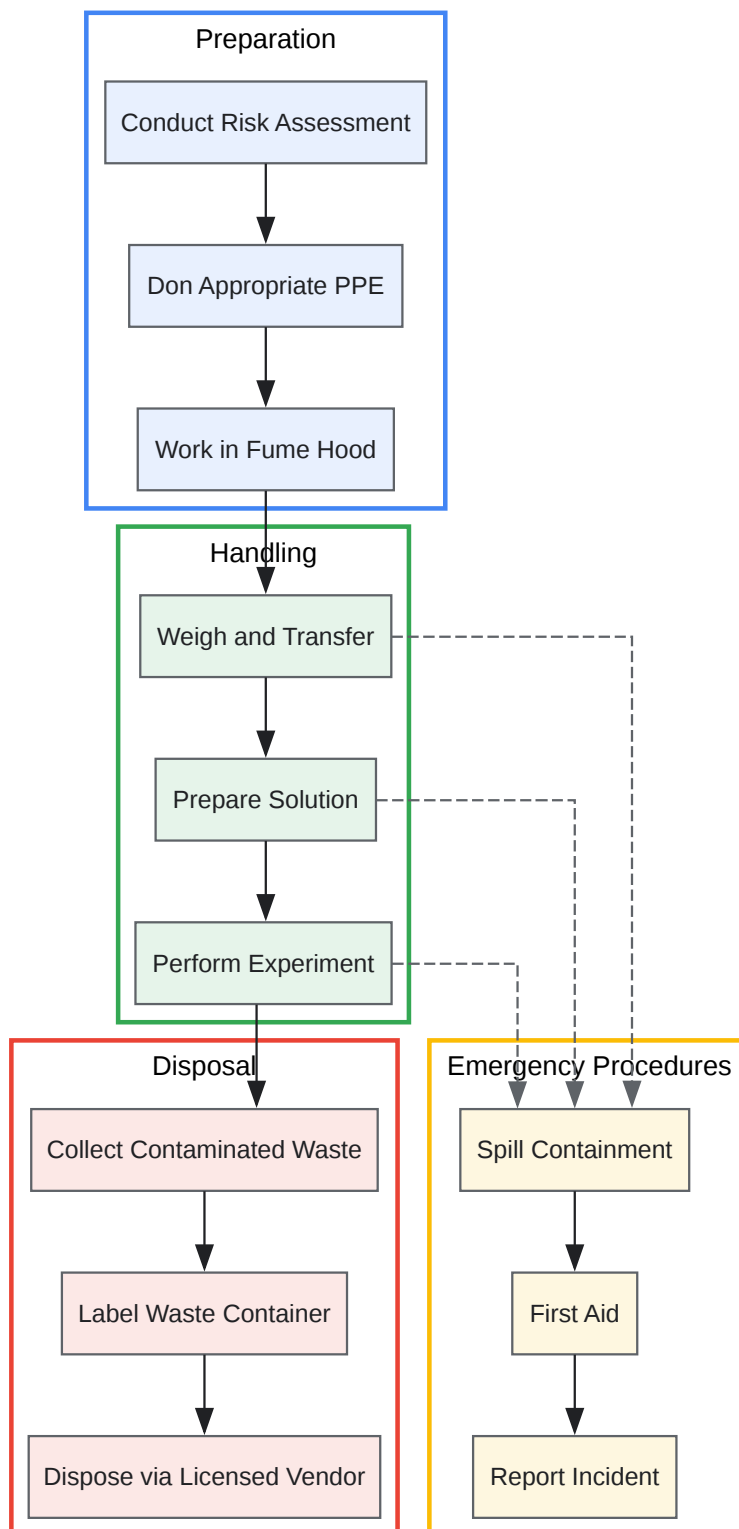 Preparation
Conduct Risk Assessment
Don Appropriate PPE
Work in Fume Hood
Handling
Weigh and Transfer
Prepare Solution
Perform Experiment
Disposal
Collect Contaminated Waste
Label Waste Container
Dispose via Licensed Vendor
Emergency Procedures
Spill Containment
First Aid
Report Incident